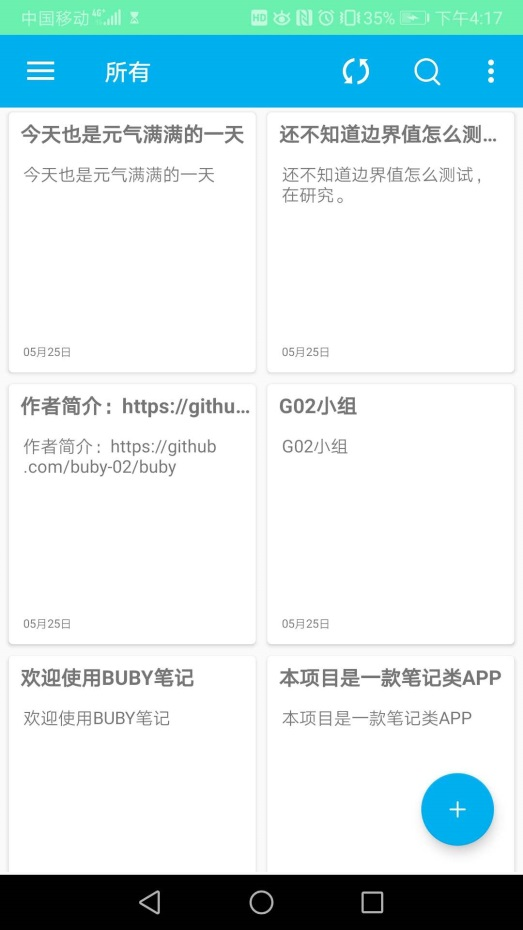 中国移动 4G HD 35% 下午4:17
所有
今天也是元气满满的一天
今天也是元气满满的一天
05月25日
还不知道边界值怎么测…
还不知道边界值怎么测试，
在研究。
05月25日
作者简介：https://githu…
作者简介：https://github
.com/buby-02/buby
05月25日
G02小组
G02小组
05月25日
欢迎使用BUBY笔记
欢迎使用BUBY笔记
本项目是一款笔记类APP
本项目是一款笔记类APP